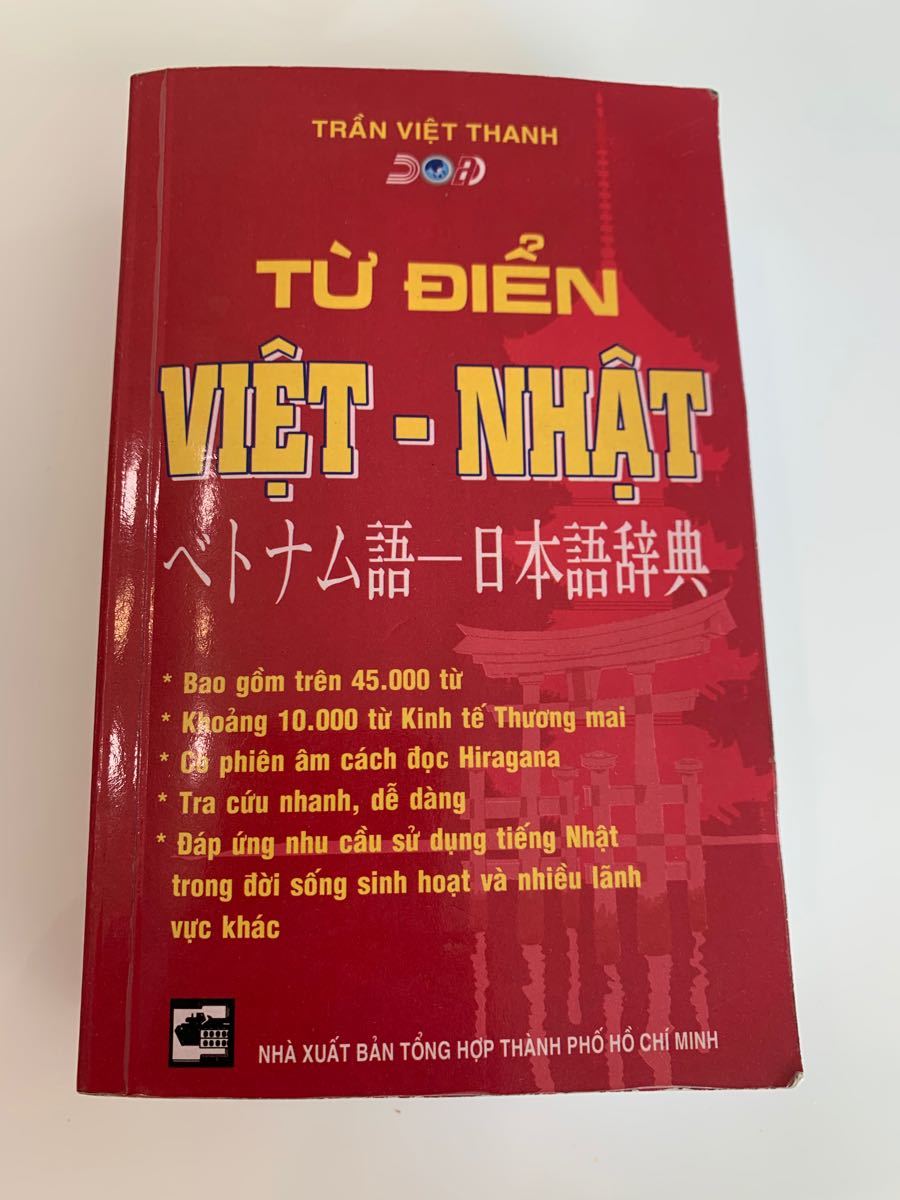 TRẦN VIỆT THANH
TỪ ĐIỂN
VIỆT - NHẬT
ベトナム語ー日本語辞典
* Bao gồm trên 45.000 từ
* Khoảng 10.000 từ Kinh tế Thương mai
* Có phiên âm cách đọc Hiragana
* Tra cứu nhanh, dễ dàng
* Đáp ứng nhu cầu sử dụng tiếng Nhật
trong đời sống sinh hoạt và nhiều lãnh
vực khác
NHÀ XUẤT BẢN TỔNG HỢP THÀNH PHỐ HỒ CHÍ MINH